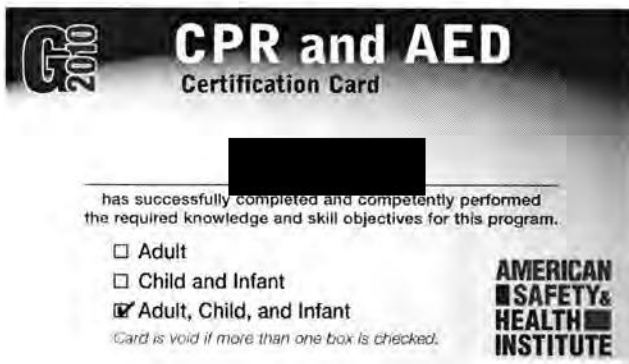 G2010
CPR and AED
Certification Card
has successfully completed and competently performed
the required knowledge and skill objectives for this program.
Adult
Child and Infant
Adult, Child, and Infant
Card is void if more than one box is checked.
AMERICAN
SAFETY&
HEALTH
INSTITUTE